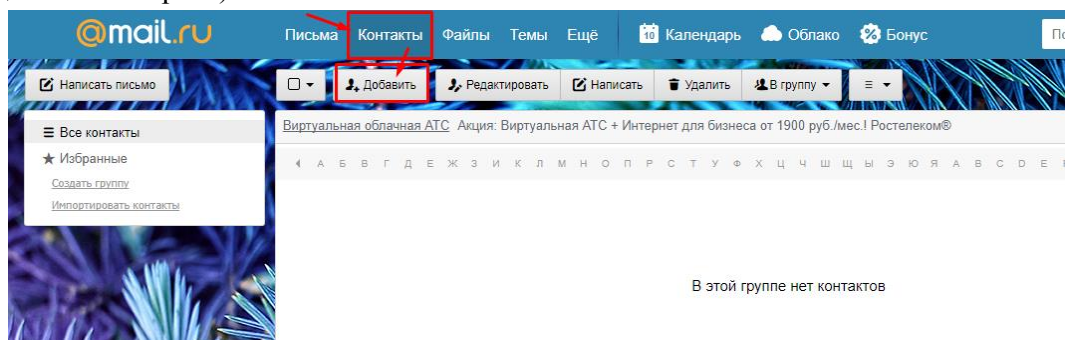 @mail.ru Письма Контакты Файлы Темы Ещё 10 Календарь Облако % Бонус
Написать письмо Добавить Редактировать Написать Удалить В группу
Все контакты
Избранные
Создать группу
Импортировать контакты
Виртуальная облачная АТС Акция: Виртуальная АТС + Интернет для бизнеса от 1900 руб./мес.! Ростелеком®
А Б В Г Д Е Ж З И К Л М Н О П Р С Т У Ф Х Ц Ч Ш Щ Ы Э Ю Я A B C D E
В этой группе нет контактов